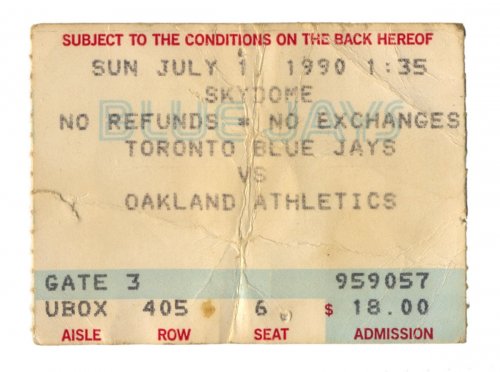 SUBJECT TO THE CONDITIONS ON THE BACK HEREOF
SUN JULY 1 1990 1:35
SKYDOME
BLUE JAYS
NO REFUNDS * NO EXCHANGES
TORONTO BLUE JAYS
VS
OAKLAND ATHLETICS
GATE 3 959057
UBOX 405 6 $ 18.00
AISLE ROW SEAT ADMISSION